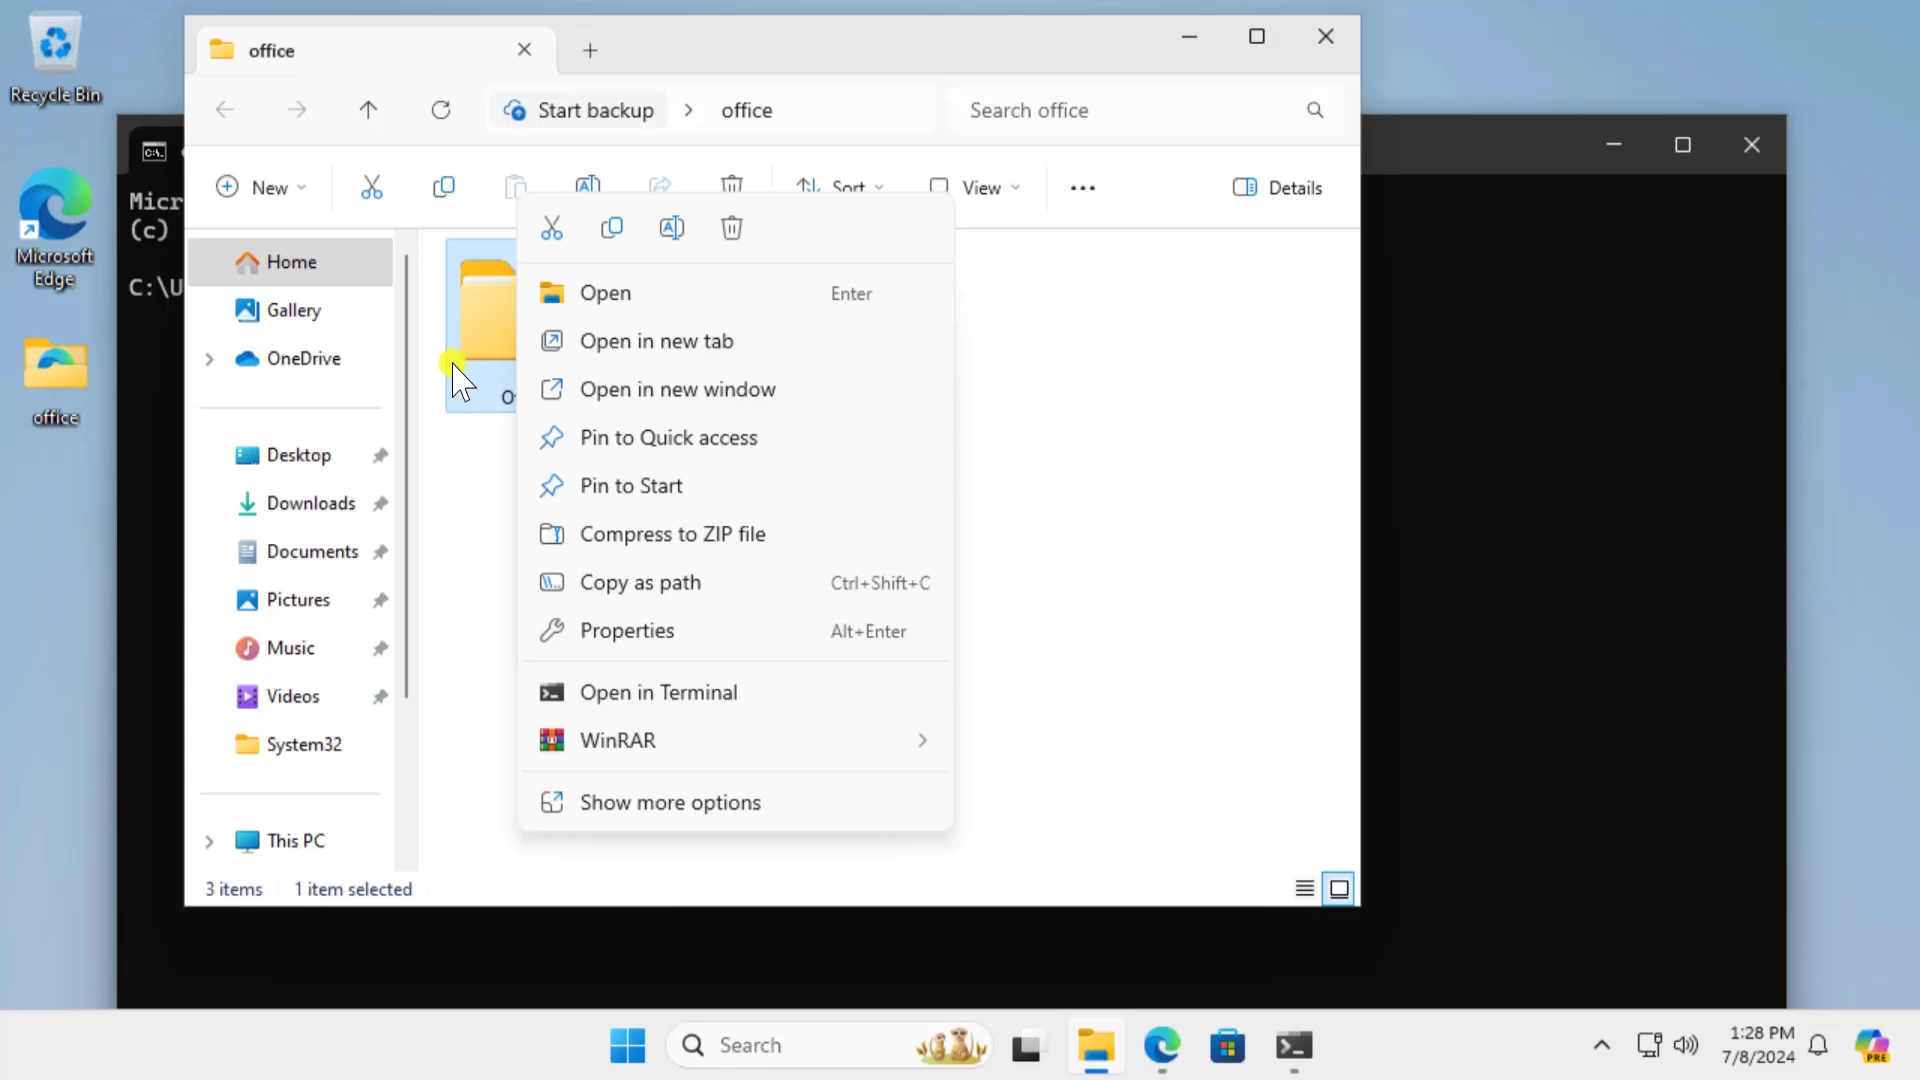 Recycle Bin
Microsoft
Edge
office
office
Start backup
office
Search office
New
Sort
View
Details
Micr
(c)
C:\U
Home
Gallery
OneDrive
Desktop
Downloads
Documents
Pictures
Music
Videos
System32
This PC
Open Enter
Open in new tab
Open in new window
Pin to Quick access
Pin to Start
Compress to ZIP file
Copy as path Ctrl+Shift+C
Properties Alt+Enter
Open in Terminal
WinRAR
Show more options
3 items 1 item selected
Search
1:28 PM
7/8/2024
PRE